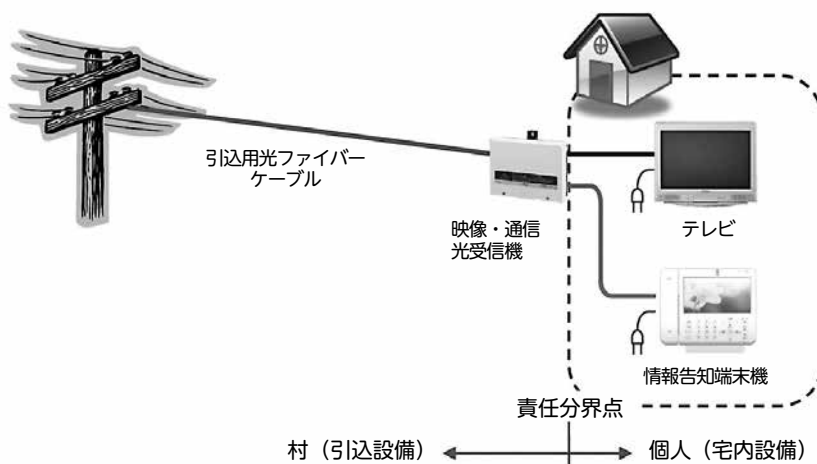 引込用光ファイバー
ケーブル
映像・通信
光受信機
テレビ
情報告知端末機
責任分界点
村（引込設備）
個人（宅内設備）